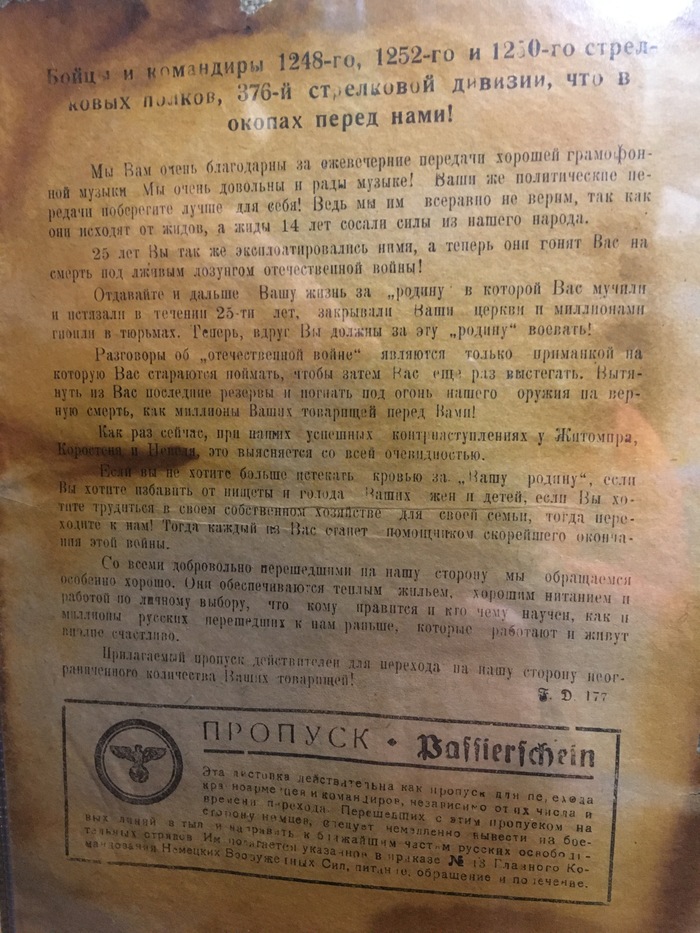 Бойцы и командиры 1248-го, 1252-го и 1250-го стрел-
ковых полков, 376-й стрелковой дивизии, что в
окопах перед нами!
Мы Вам очень благодарны за ежевечерние передачи хорошей грамофон-
ной музыки Мы очень довольны и рады музыке! Ваши же политические пе-
редачи поберегите лучше для себя! Ведь мы им всеравно не верим, так как
они исходят от жидов, а жиды 14 лет сосали силы из нашего народа.
25 лет Вы так же эксплоатировались ними, а теперь они гонят Вас на
смерть под лживым лозунгом отечественной войны!
Отдавайте и дальше Вашу жизнь за „родину в которой Вас мучили
и истязали в течении 25-ти лет, закрывали Ваши церкви и миллионами
гноили в тюрьмах. Теперь, вдруг Вы должны за эту „родину" воевать!
Разговоры об „отечественной войне" являются только приманкой на
которую Вас стараются поймать, чтобы затем Вас еще раз выстегать. Вытя-
нуть из Вас последние резервы и погнать под огонь нашего оружия на вер-
ную смерть, как миллионы Ваших товарищей перед Вами!
Как раз сейчас, при наших успешных контрнаступлениях у Житомира,
Коростеня и Невеля, это выясняется со всей очевидностью.
Если вы не хотите больше истекать кровью за „Вашу родину", если
Вы хотите избавить от нищеты и голода Ваших жен и детей, если Вы хо-
тите трудиться в своем собственном хозяйстве для своей семьи, тогда пере-
ходите к нам! Тогда каждый из Вас станет помощчиком скорейшего оконча-
ния этой войны.
Со всеми добровольно перешедшими на нашу сторону мы обращаемся
особенно хорошо. Они обеспечиваются теплым жильем, хорошим питанием и
работой по личному выбору, что кому нравится и кто чему научен, как и
миллионы русских перешедших к нам раньше, которые работают и живут
вполне счастливо.
Прилагаемый пропуск действителен для перехода на нашу сторону неог-
раниченного количества Ваших товарищей!
F. D. 177
ПРОПУСК • Passierschein
Эта листовка действительна как пропуск для перехода
красноармейцев и командиров, независимо от их числа и
времени перехода. Перешедших с этим пропуском на
сторону немцев, следует немедленно вывести из бое-
вых линий в тыл и направить к ближайшим частям русских освободи-
тельных отрядов Им полагается указанное в приказе № 13 Главного Ко-
мандования Немецких Вооруженных Сил, питание, обращение и попечение.